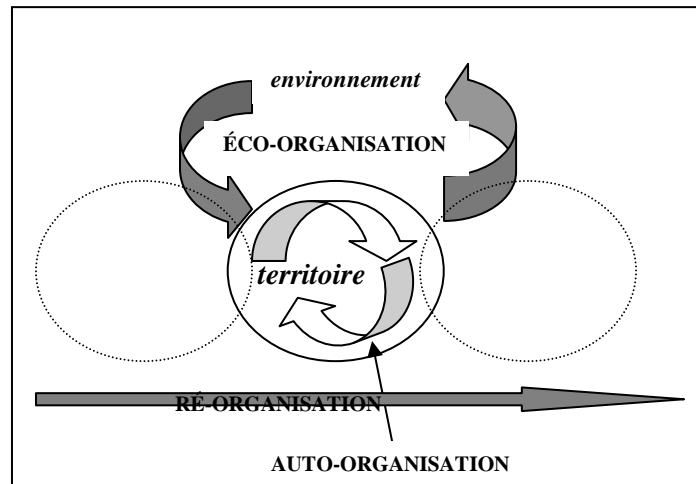 environnement
ÉCO-ORGANISATION
territoire
RÉ-ORGANISATION
AUTO-ORGANISATION